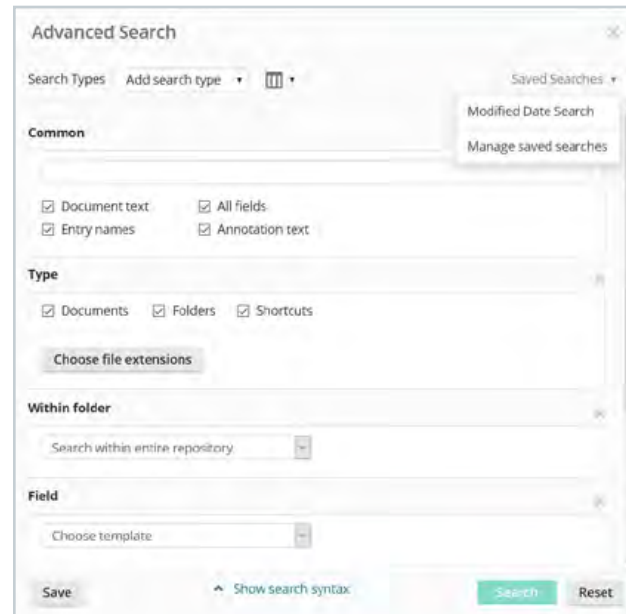 Advanced Search
Search Types Add search type Saved Searches
Modified Date Search
Common
Manage saved searches
Document text All fields
Entry names Annotation text
Type
Documents Folders Shortcuts
Choose file extensions
Within folder
Search within entire repository
Field
Choose template
Save Show search syntax Search Reset